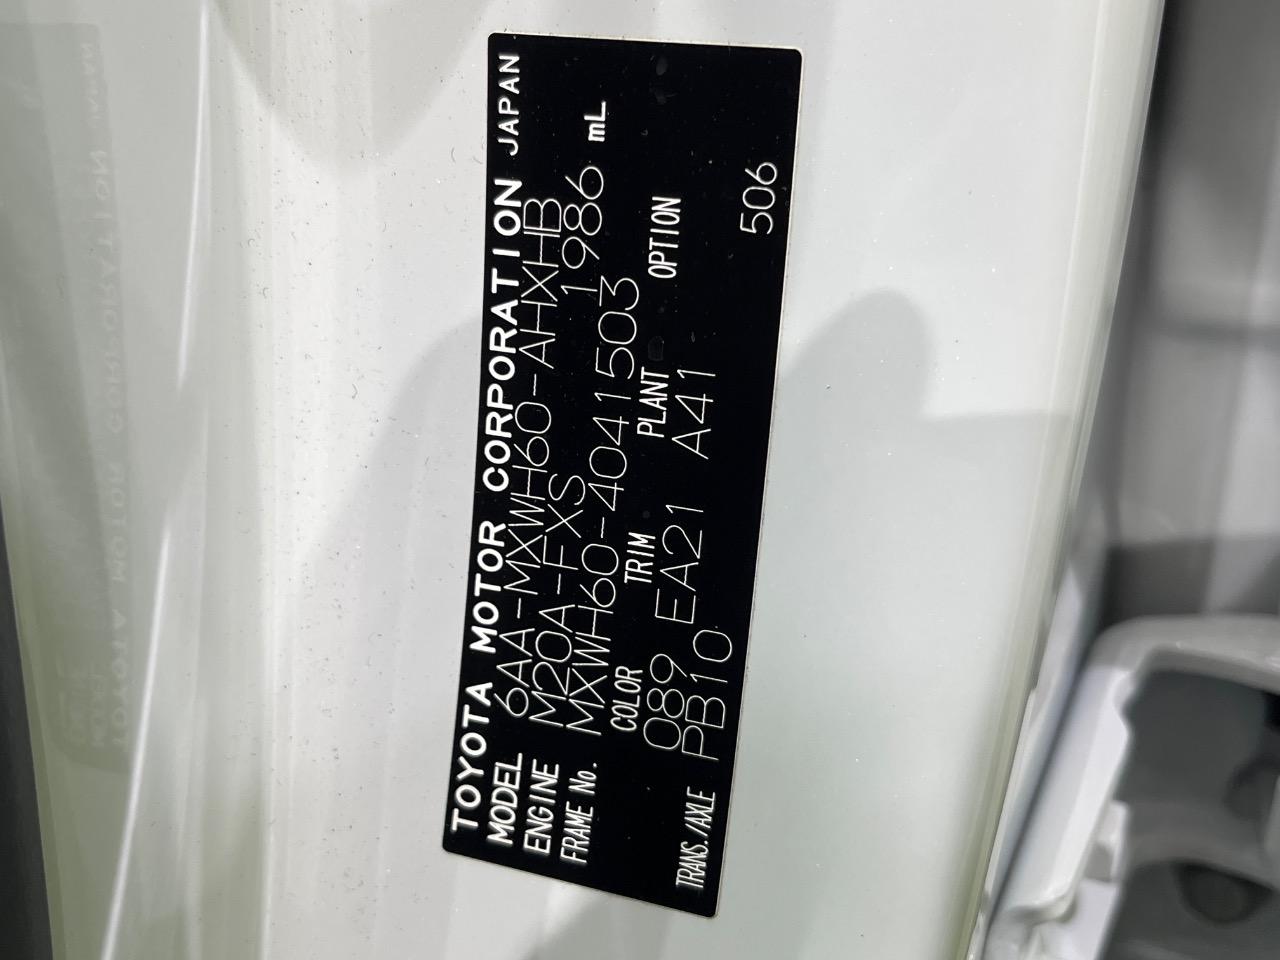 TOYOTA MOTOR CORPORATION JAPAN
MODEL 6AA-MXWH60-AHXHB
ENGINE M20A-FXS 1986 mL
FRAME No. MXWH60-4041503
COLOR TRIM PLANT OPTION
089 EA21 A41
TRANS./AXLE PB10 506